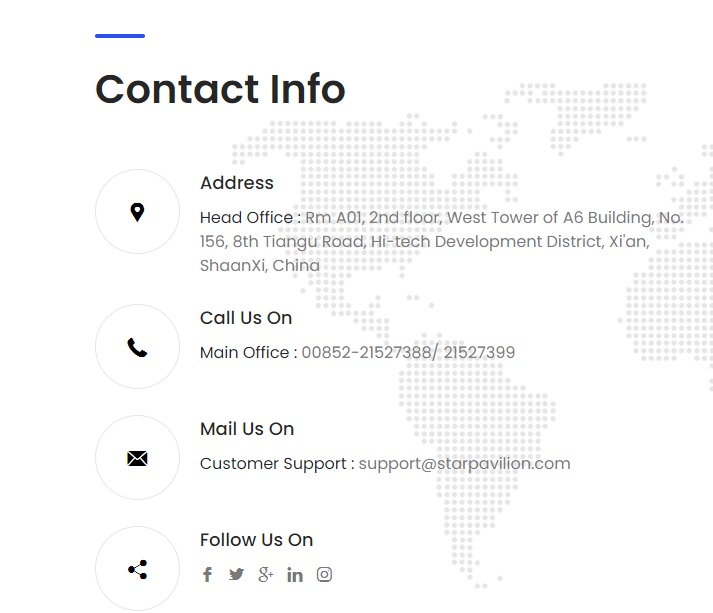 Contact Info
Address
Head Office : Rm A01, 2nd floor, West Tower of A6 Building, No.
156, 8th Tiangu Road, Hi-tech Development District, Xi'an,
ShaanXi, China
Call Us On
Main Office : 00852-21527388/ 21527399
Mail Us On
Customer Support : support@starpavilion.com
Follow Us On